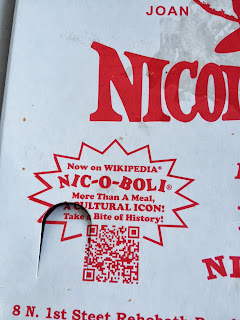 JOAN
NICO
Now on WIKIPEDIA®
NIC-O-BOLI®
More Than A Meal,
A CULTURAL ICON!
Take a Bite of History!
NI
8 N. 1st Steet Rehoboth